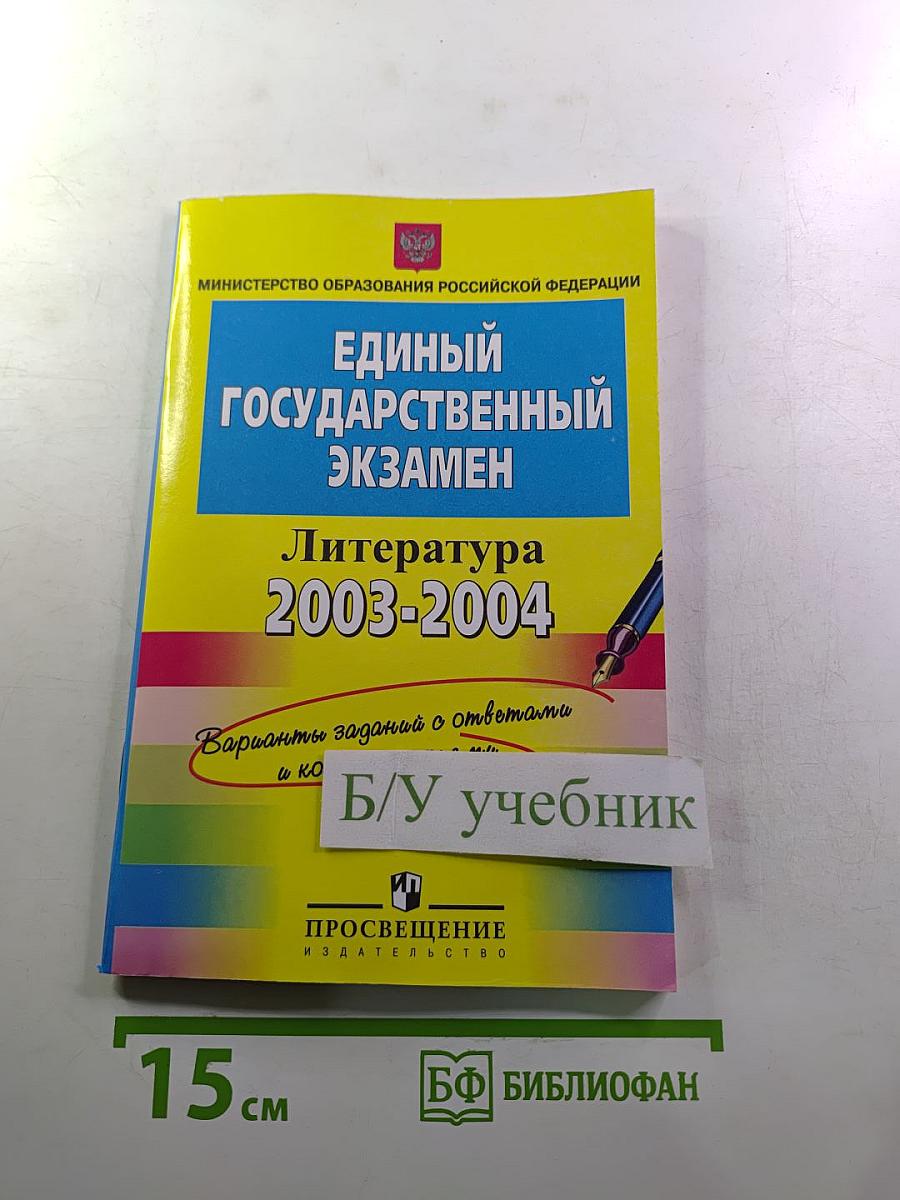 МИНИСТЕРСТВО ОБРАЗОВАНИЯ РОССИЙСКОЙ ФЕДЕРАЦИИ
ЕДИНЫЙ
ГОСУДАРСТВЕННЫЙ
ЭКЗАМЕН
Литература
2003-2004
Варианты заданий с ответами
и
Б/У учебник
ИП
ПРОСВЕЩЕНИЕ
ИЗДАТЕЛЬСТВО
15 см
БФ БИБЛИОФАН